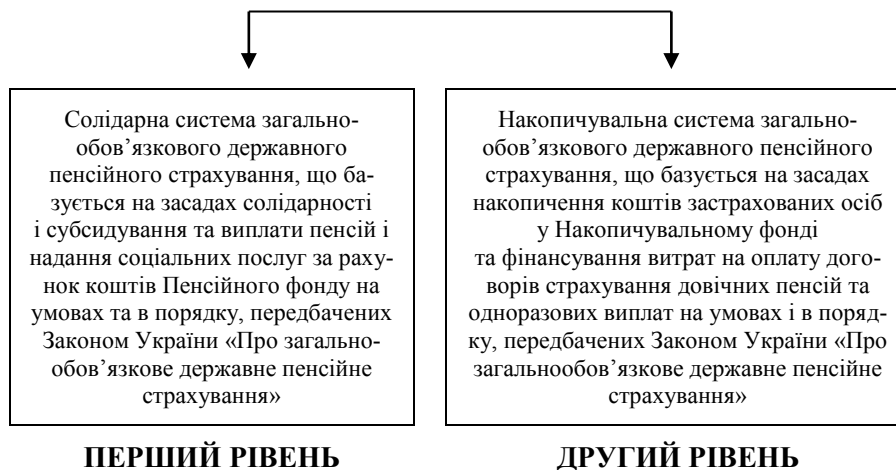 Солідарна система загально-
обов’язкового державного
пенсійного страхування, що ба-
зується на засадах солідарності
і субсидування та виплати пенсій і
надання соціальних послуг за раху-
нок коштів Пенсійного фонду на
умовах та в порядку, передбачених
Законом України «Про загально-
обов’язкове державне пенсійне
страхування»
ПЕРШИЙ РІВЕНЬ
Накопичувальна система загально-
обов’язкового державного пенсійного
страхування, що базується на засадах
накопичення коштів застрахованих осіб
у Накопичувальному фонді
та фінансування витрат на оплату дого-
ворів страхування довічних пенсій та
одноразових виплат на умовах і в поряд-
ку, передбачених Законом України «Про
загальнообов’язкове державне пенсійне
страхування»
ДРУГИЙ РІВЕНЬ